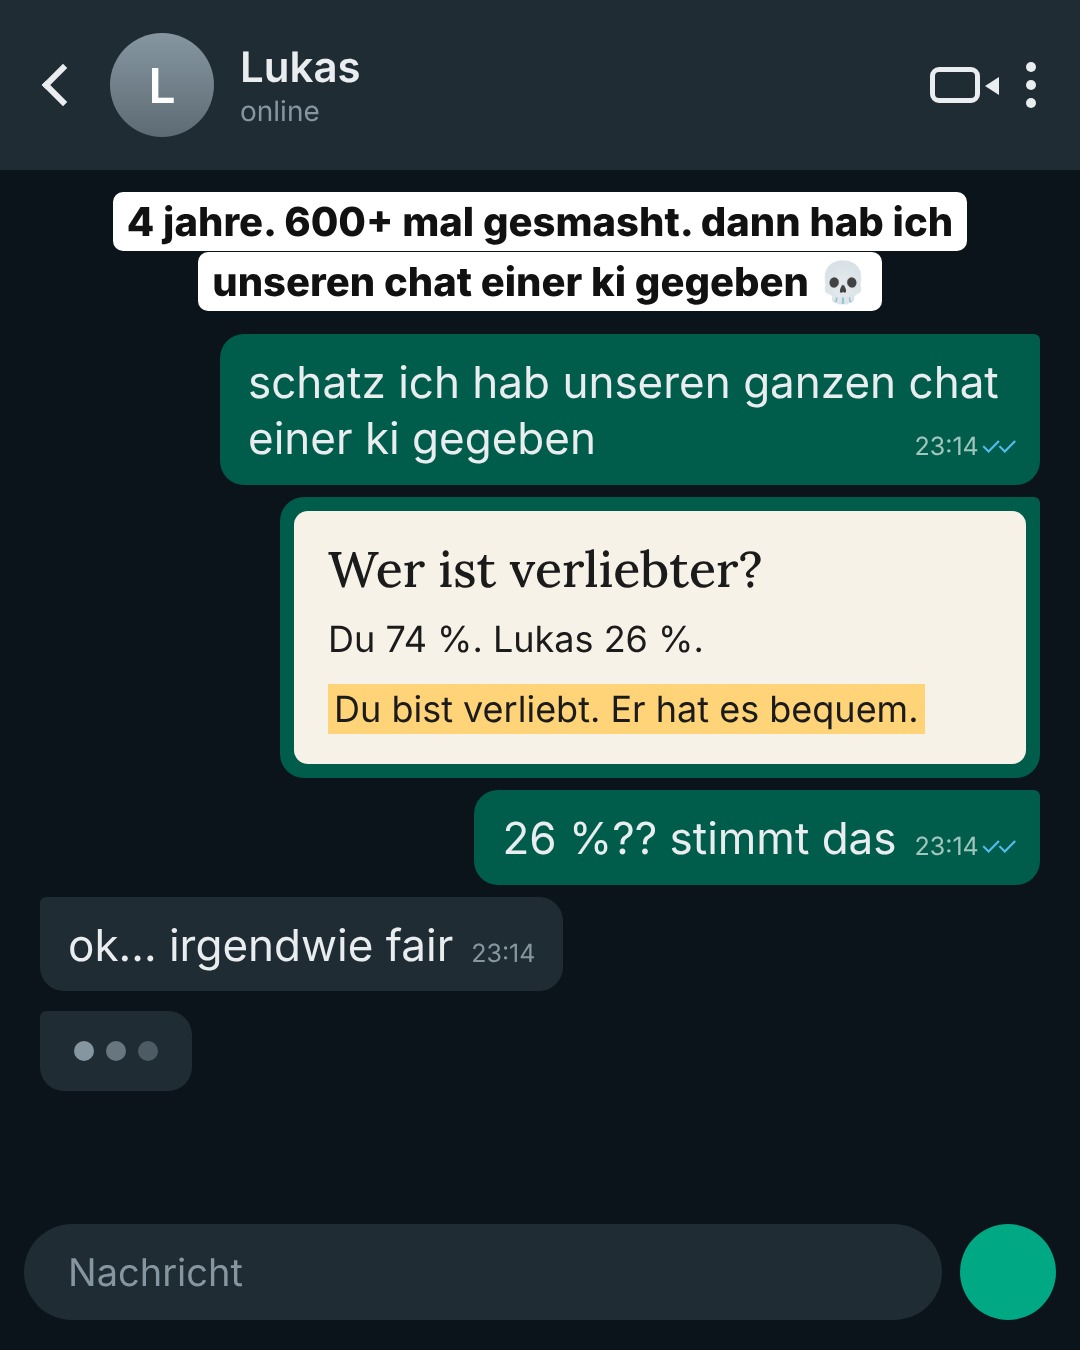 L
Lukas
online
4 jahre. 600+ mal gesmasht. dann hab ich
unseren chat einer ki gegeben 💀
schatz ich hab unseren ganzen chat
einer ki gegeben 23:14
Wer ist verliebter?
Du 74 %. Lukas 26 %.
Du bist verliebt. Er hat es bequem.
26 %?? stimmt das 23:14
ok... irgendwie fair 23:14
Nachricht